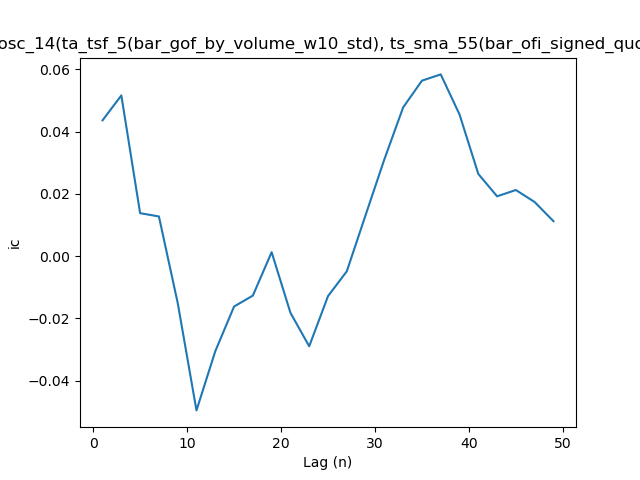 osc_14(ta_tsf_5(bar_gof_by_volume_w10_std), ts_sma_55(bar_ofi_signed_quo
0.06
0.04
0.02
0.00
−0.02
−0.04
ic
0 10 20 30 40 50
Lag (n)